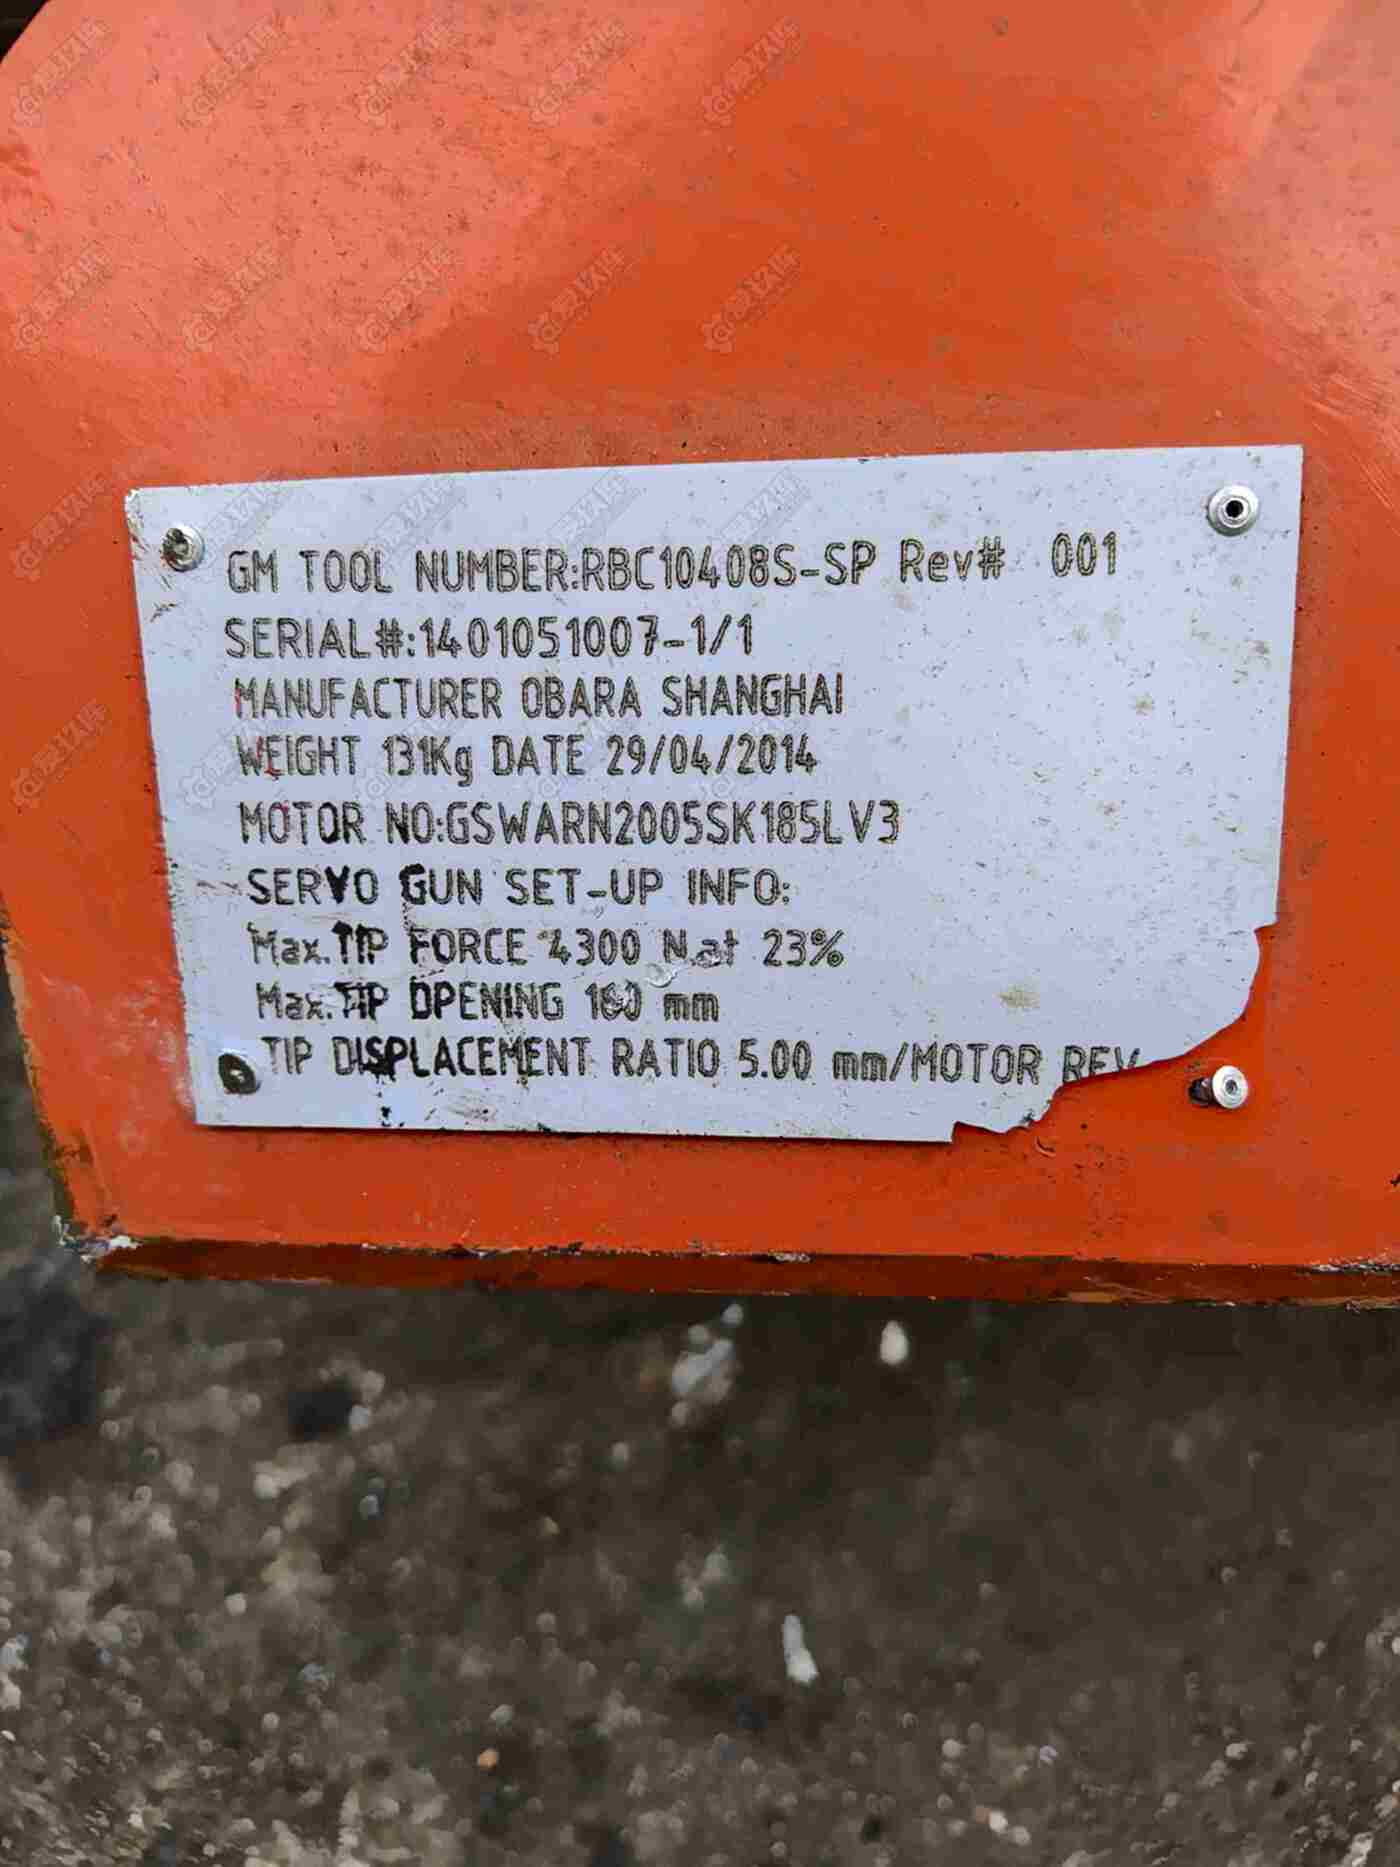 GM TOOL NUMBER:RBC10408S-SP Rev# 001
SERIAL#:1401051007-1/1
MANUFACTURER OBARA SHANGHAI
WEIGHT 131Kg DATE 29/04/2014
MOTOR NO:GSWARN2005SK185LV3
SERVO GUN SET-UP INFO:
Max.TIP FORCE 4300 N.at 23%
Max.TIP OPENING 160 mm
TIP DISPLACEMENT RATIO 5.00 mm/MOTOR REV